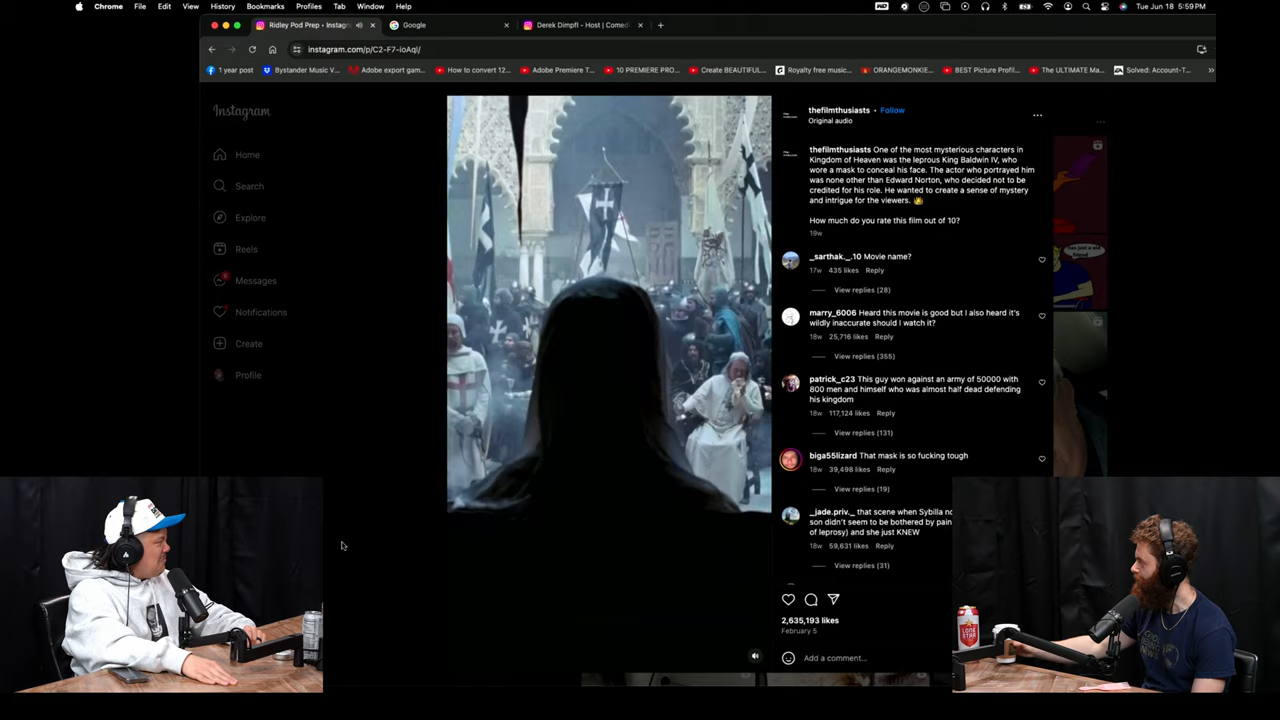 Chrome File Edit View History Bookmarks Profiles Tab Window Help
Tue Jun 18 5:59PM
Ridley Pod Prep • Instagr
Google
Derek Dimpfl - Host | Comed
instagram.com/p/C2-F7-ioAql/
1 year post
Bystander Music V...
Adobe export gam...
How to convert 12...
Adobe Premiere T...
10 PREMIERE PRO...
Create BEAUTIFUL...
Royalty free music...
ORANGEMONKIE...
BEST Picture Profil...
The ULTIMATE Ma...
Solved: Account-T...
Instagram
Home
Search
Explore
Reels
Messages
Notifications
Create
Profile
thefilmthusiasts • Follow
Original audio
thefilmthusiasts One of the most mysterious characters in
Kingdom of Heaven was the leprous King Baldwin IV, who
wore a mask to conceal his face. The actor who portrayed him
was none other than Edward Norton, who decided not to be
credited for his role. He wanted to create a sense of mystery
and intrigue for the viewers. 👑
How much do you rate this film out of 10?
19w
_sarthak._.10 Movie name?
17w 435 likes Reply
View replies (28)
marry_6006 Heard this movie is good but I also heard it's
wildly inaccurate should I watch it?
18w 25,716 likes Reply
View replies (355)
patrick_c23 This guy won against an army of 50000 with
800 men and himself who was almost half dead defending
his kingdom
18w 117,124 likes Reply
View replies (131)
biga55lizard That mask is so fucking tough
18w 39,498 likes Reply
View replies (19)
_jade.priv._ that scene when Sybilla no
son didn't seem to be bothered by pain
of leprosy) and she just KNEW
18w 59,631 likes Reply
View replies (31)
2,635,193 likes
February 5
Add a comment...
LONE
STAR